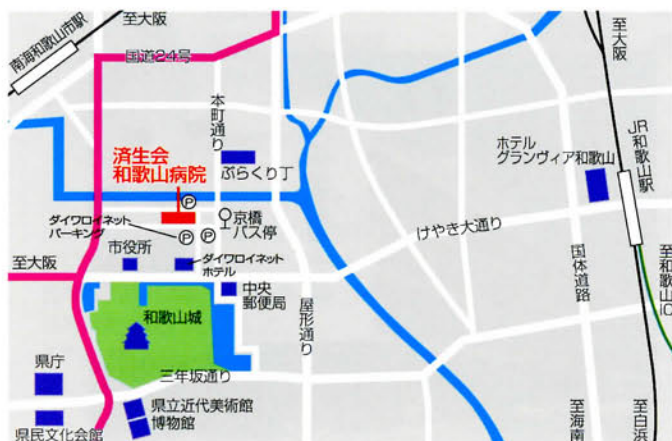 南海和歌山市駅
至大阪
国道24号
本町通り
至大阪
JR和歌山駅
ホテル
グランヴィア和歌山
済生会
和歌山病院
ぶらくり丁
P
ダイワロイネット
パーキング
P
P
京橋
バス停
けやき大通り
市役所
ダイワロイネット
ホテル
至大阪
中央
郵便局
国体道路
至和歌山IC
和歌山城
屋形通り
三年坂通り
県庁
県立近代美術館
博物館
県民文化会館
至海南
至白浜